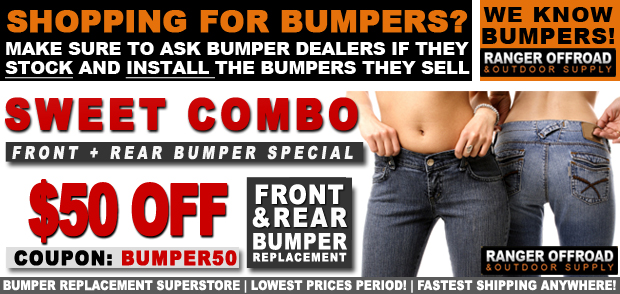 SHOPPING FOR BUMPERS?
MAKE SURE TO ASK BUMPER DEALERS IF THEY
STOCK AND INSTALL THE BUMPERS THEY SELL
WE KNOW
BUMPERS!
RANGER OFFROAD
& OUTDOOR SUPPLY
SWEET COMBO
FRONT + REAR BUMPER SPECIAL
$50 OFF
COUPON: BUMPER50
FRONT
& REAR
BUMPER
REPLACEMENT
RANGER OFFROAD
& OUTDOOR SUPPLY
BUMPER REPLACEMENT SUPERSTORE | LOWEST PRICES PERIOD! | FASTEST SHIPPING ANYWHERE!